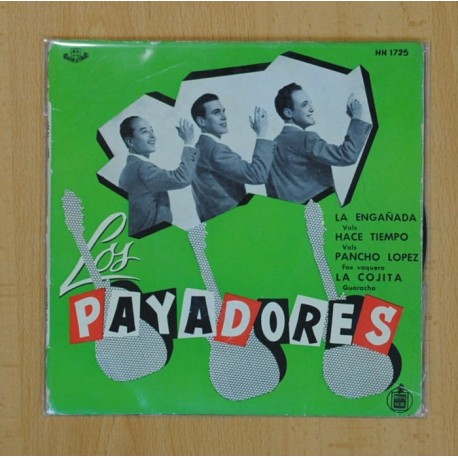 HH 1725
LA ENGAÑADA
Vals
HACE TIEMPO
Vals
PANCHO LOPEZ
Fox vaquero
LA COJITA
Guaracha
Los
PAYADORES